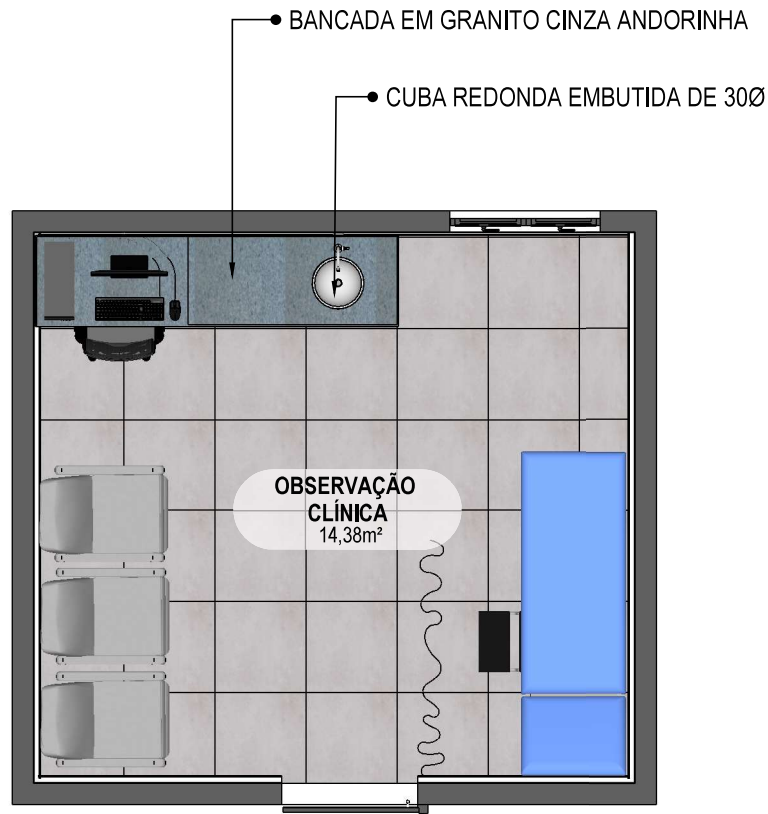 BANCADA EM GRANITO CINZA ANDORINHA
CUBA REDONDA EMBUTIDA DE 30Ø
OBSERVAÇÃO
CLÍNICA
14,38m²